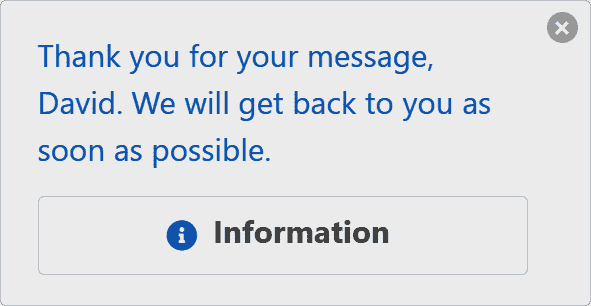 Thank you for your message,
David. We will get back to you as
soon as possible.
Information